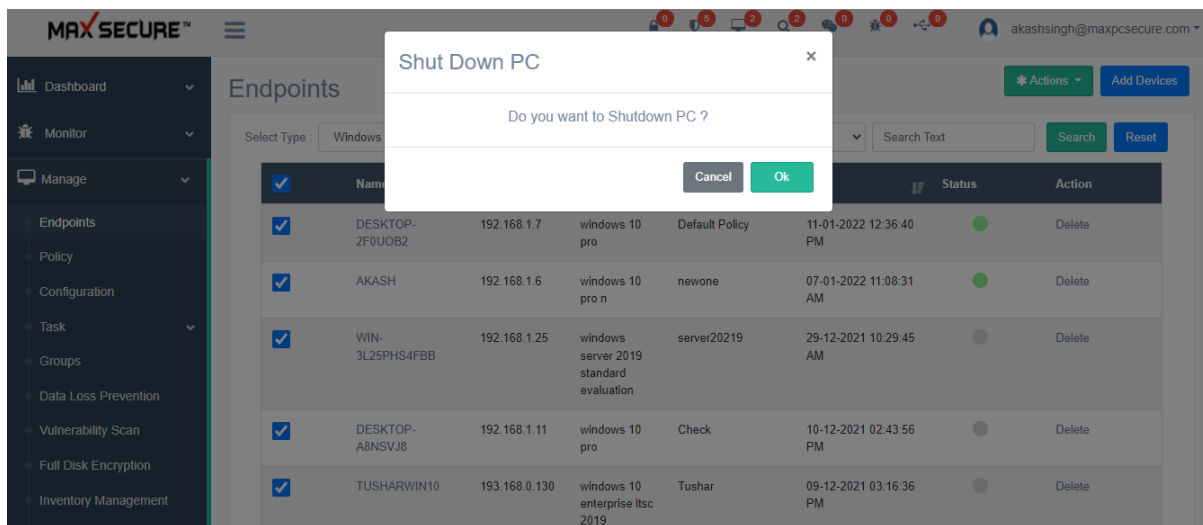 MAX SECURE™
0 5 2 2 0 0 0
akashsingh@maxpcsecure.com
Shut Down PC ×
Do you want to Shutdown PC ?
Cancel Ok
Dashboard
Monitor
Manage
Endpoints
Policy
Configuration
Task
Groups
Data Loss Prevention
Vulnerability Scan
Full Disk Encryption
Inventory Management
Endpoints
Actions Add Devices
Select Type : Windows Search Text Search Reset
Name Status Action
DESKTOP- 192.168.1.7 windows 10 Default Policy 11-01-2022 12:36:40 Delete
2F0UOB2 pro PM
AKASH 192.168.1.6 windows 10 newone 07-01-2022 11:08:31 Delete
pro n AM
WIN- 192.168.1.25 windows server20219 29-12-2021 10:29:45 Delete
3L25PHS4FBB server 2019 AM
standard
evaluation
DESKTOP- 192.168.1.11 windows 10 Check 10-12-2021 02:43:56 Delete
A8NSVJ8 pro PM
TUSHARWIN10 193.168.0.130 windows 10 Tushar 09-12-2021 03:16:36 Delete
enterprise ltsc PM
2019